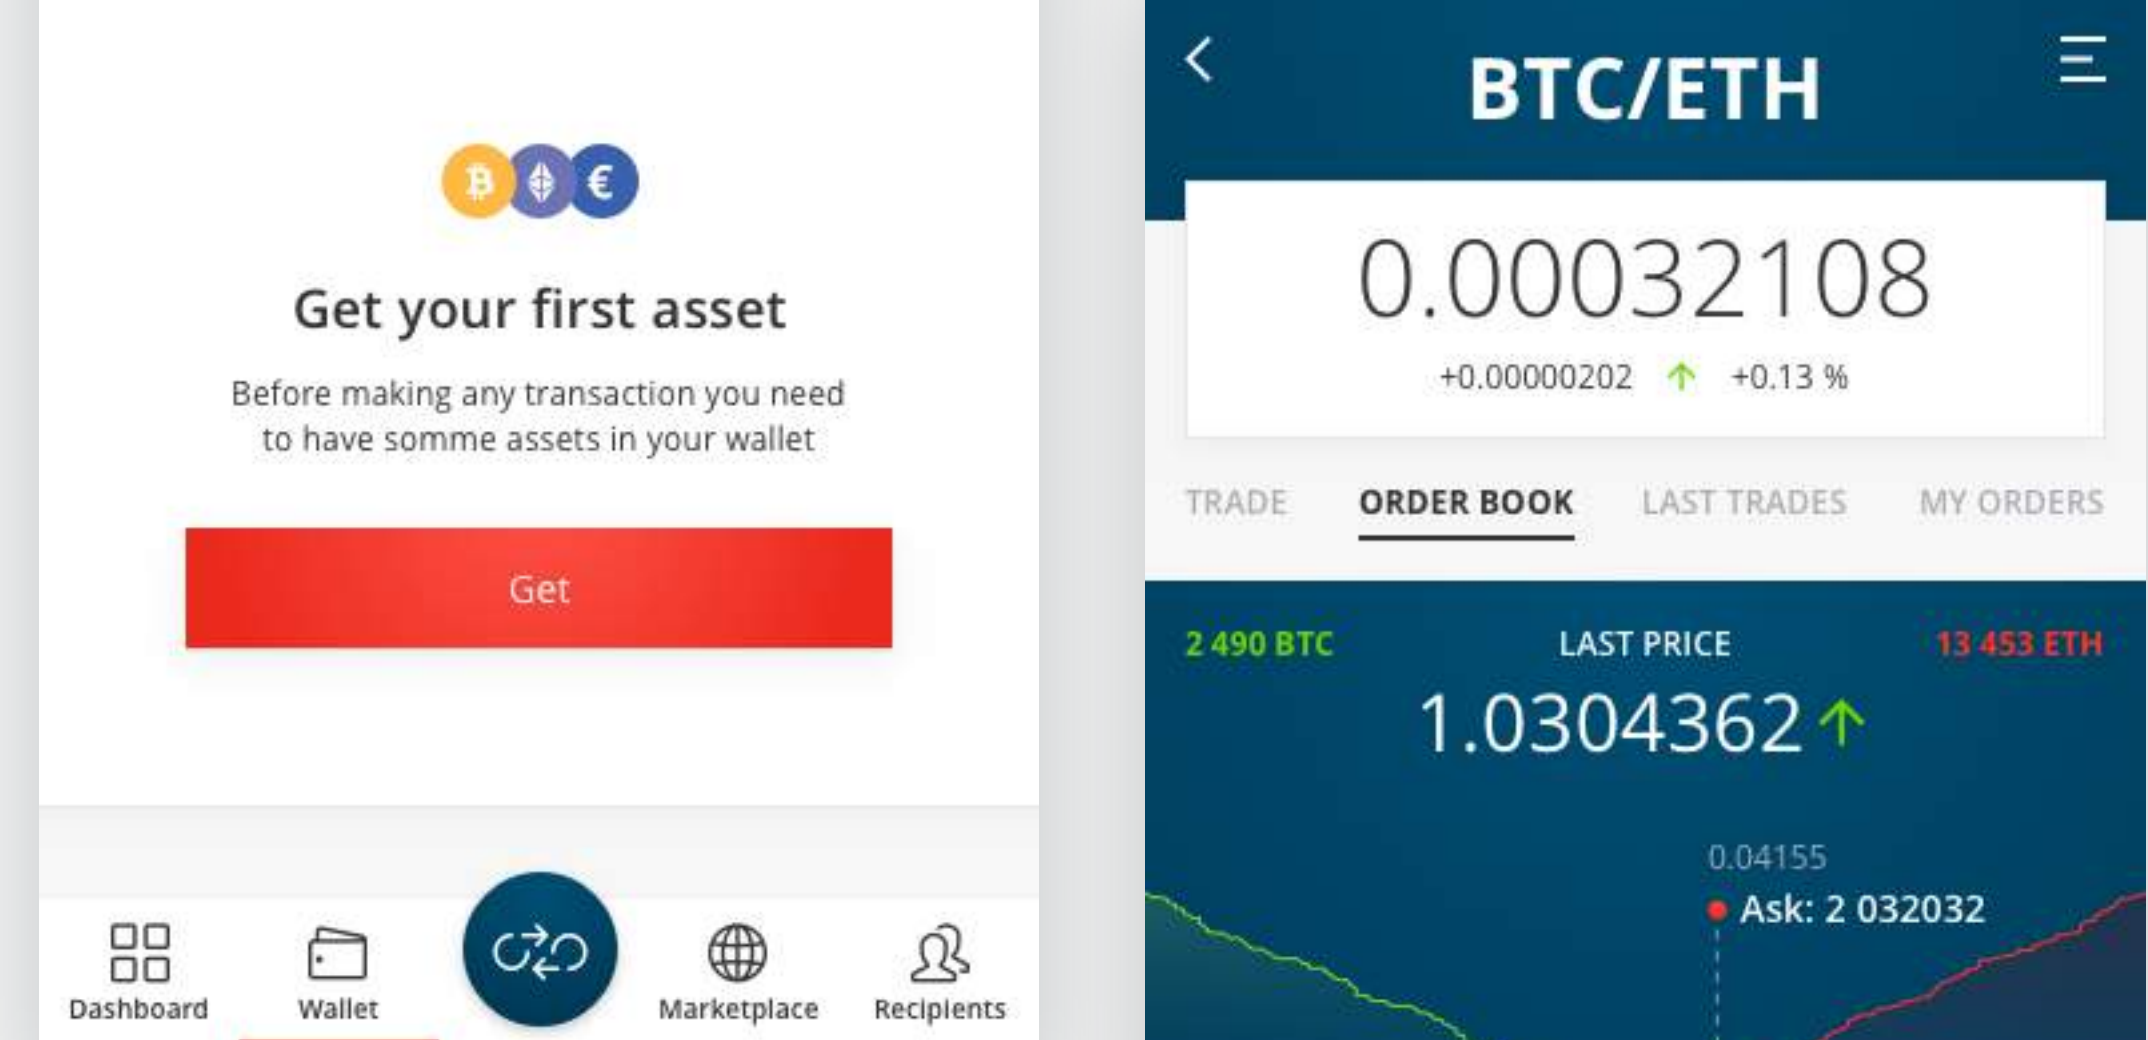 Get your first asset
Before making any transaction you need
to have somme assets in your wallet
Get
Dashboard
Wallet
Marketplace
Recipients
BTC/ETH
0.00032108
+0.00000202 +0.13 %
TRADE
ORDER BOOK
LAST TRADES
MY ORDERS
2 490 BTC
LAST PRICE
13 453 ETH
1.0304362
0.04155
Ask: 2 032032